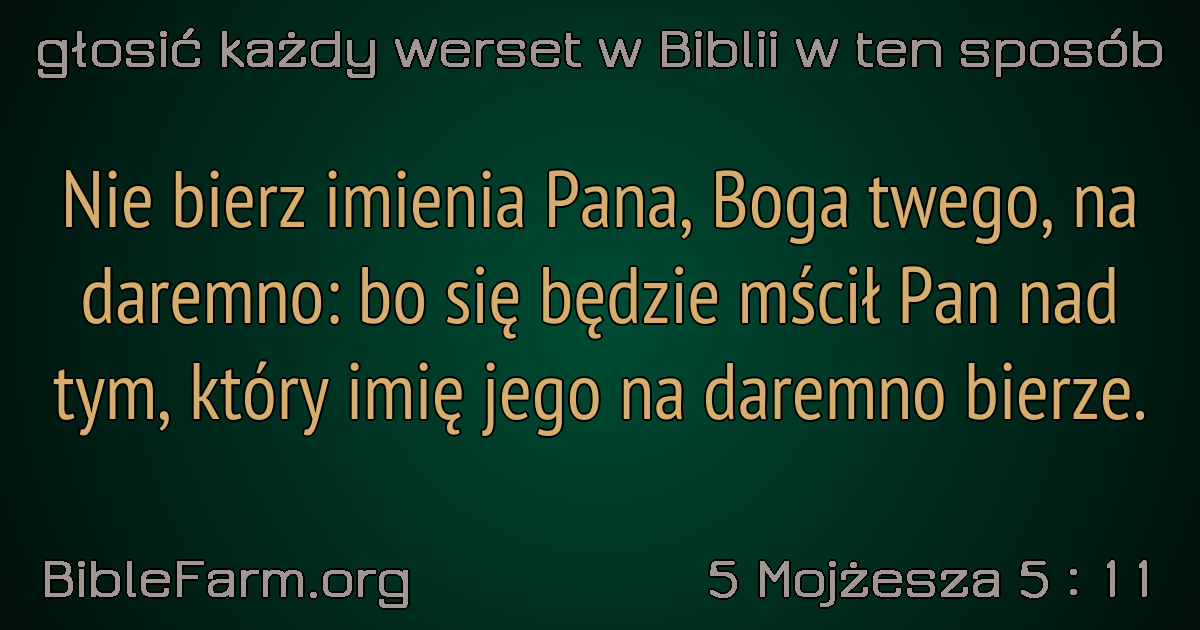 głosić każdy werset w Biblii w ten sposób
Nie bierz imienia Pana, Boga twego, na
daremno: bo się będzie mścił Pan nad
tym, który imię jego na daremno bierze.
BibleFarm.org
5 Mojżesza 5 : 11